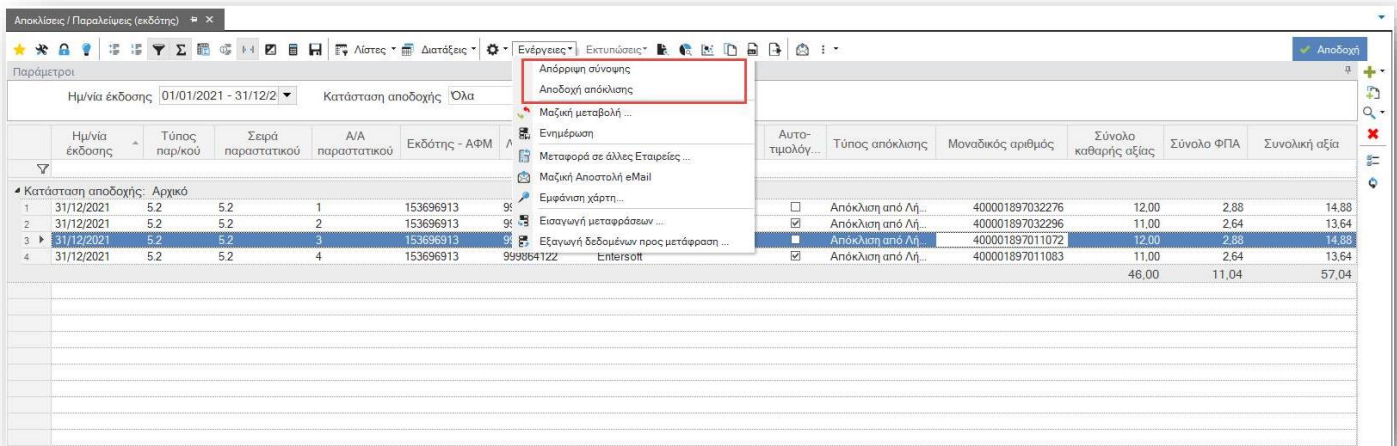 Αποκλίσεις / Παραλείψεις (εκδότης)
Λίστες Διατάξεις Ενέργειες Εκτυπώσεις Αποδοχή
Παράμετροι
Ημ/νία έκδοσης 01/01/2021 - 31/12/2 Κατάσταση αποδοχής Όλα
Απόρριψη σύνοψης
Αποδοχή απόκλισης
Μαζική μεταβολή ...
Ενημέρωση
Μεταφορά σε άλλες Εταιρείες ...
Μαζική Αποστολή eMail
Εμφάνιση χάρτη...
Εισαγωγή μεταφράσεων ...
Εξαγωγή δεδομένων προς μετάφραση ...
Ημ/νία έκδοσης Τύπος παρ/κού Σειρά παραστατικού Α/Α παραστατικού Εκδότης - ΑΦΜ Αυτο-τιμολόγ... Τύπος απόκλισης Μοναδικός αριθμός Σύνολο καθαρής αξίας Σύνολο ΦΠΑ Συνολική αξία
Κατάσταση αποδοχής: Αρχικό
1 31/12/2021 5.2 5.2 1 153696913 99 Απόκλιση από Λή... 400001897032276 12,00 2,88 14,88
2 31/12/2021 5.2 5.2 2 153696913 99 Απόκλιση από Λή... 400001897032296 11,00 2,64 13,64
3 31/12/2021 5.2 5.2 3 153696913 99 Απόκλιση από Λή... 400001897011072 12,00 2,88 14,88
4 31/12/2021 5.2 5.2 4 153696913 999864122 Entersoft Απόκλιση από Λή... 400001897011083 11,00 2,64 13,64
46,00 11,04 57,04